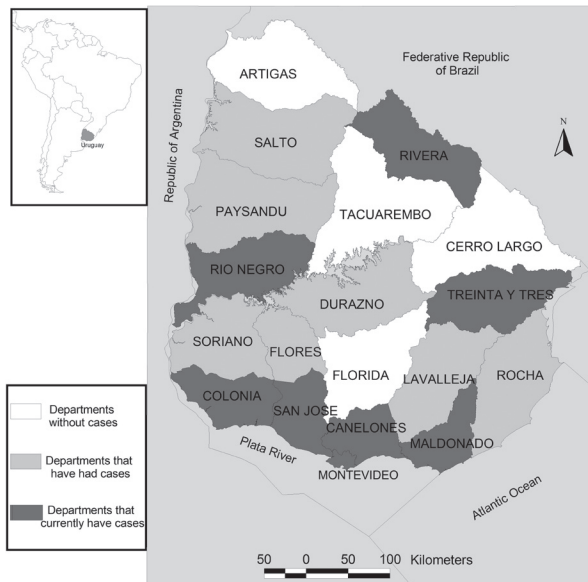 Uruguay
Federative Republic
of Brazil
Republic of Argentina
N
ARTIGAS
SALTO
RIVERA
PAYSANDU
TACUAREMBO
CERRO LARGO
RIO NEGRO
TREINTA Y TRES
DURAZNO
SORIANO
FLORES
FLORIDA
LAVALLEJA
ROCHA
COLONIA
SAN JOSE
CANELONES
MALDONADO
MONTEVIDEO
Plata River
Atlantic Ocean
Departments
without cases
Departments that
have had cases
Departments that
currently have cases
50 0 50 100 Kilometers